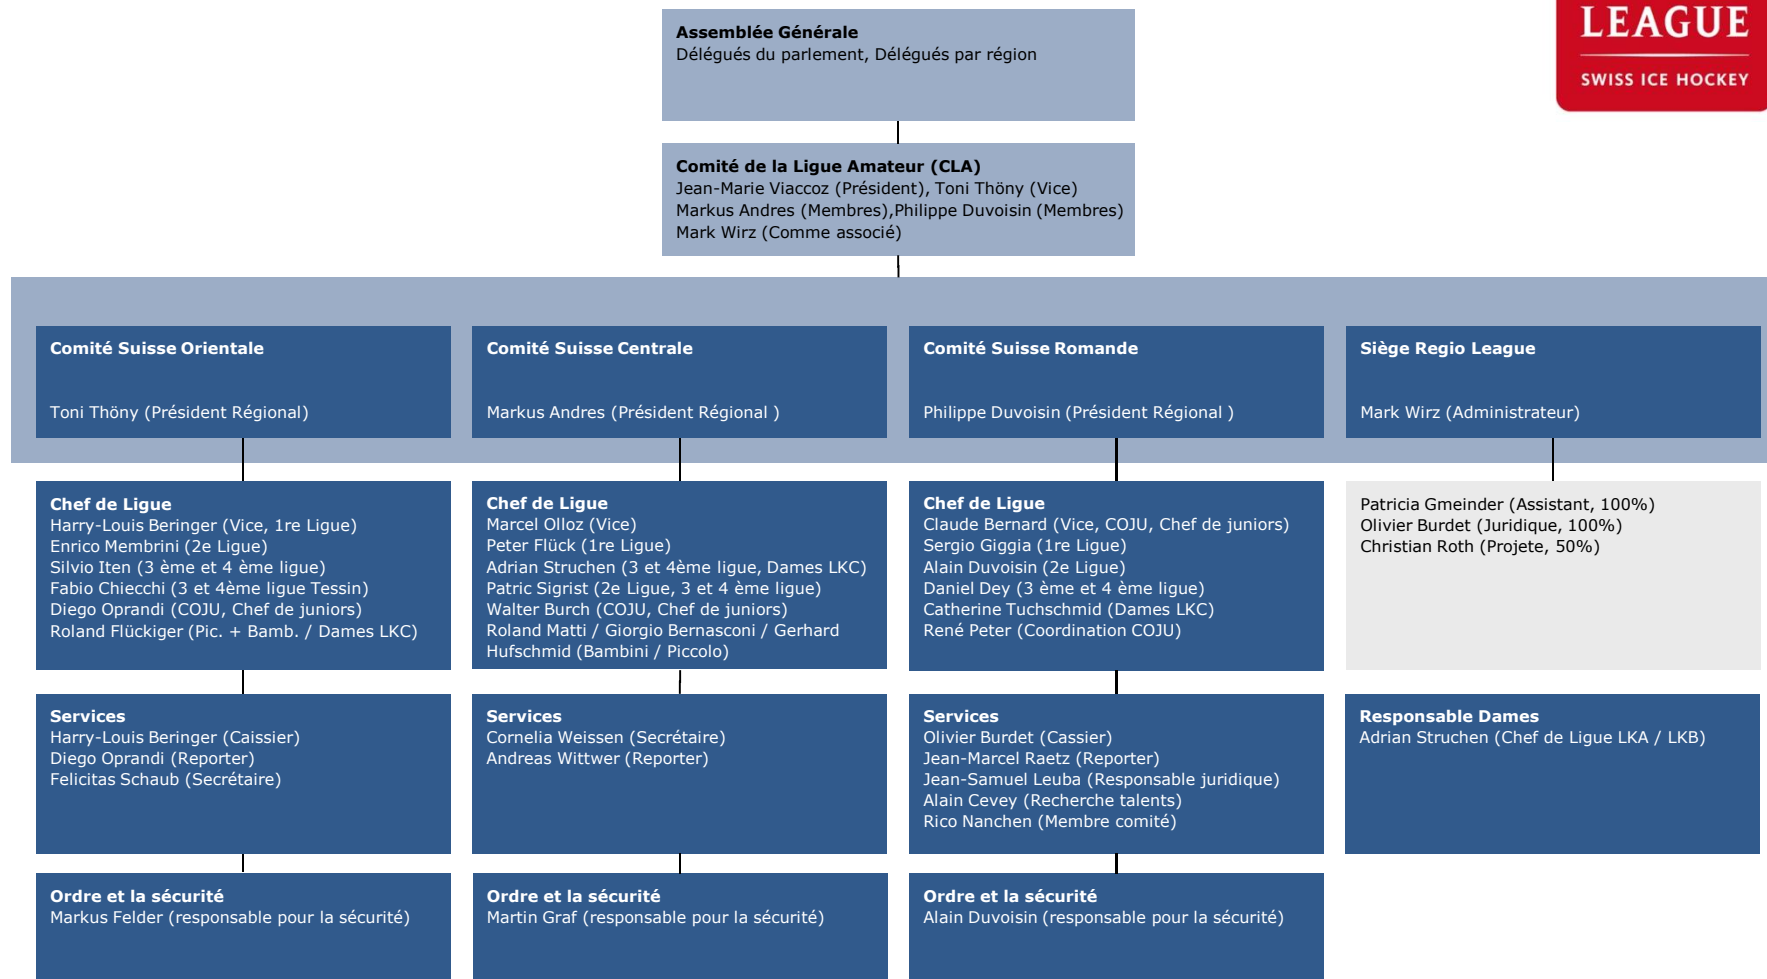 LEAGUE
SWISS ICE HOCKEY
Assemblée Générale
Délégués du parlement, Délégués par région
Comité de la Ligue Amateur (CLA)
Jean-Marie Viaccoz (Président), Toni Thöny (Vice)
Markus Andres (Membres),Philippe Duvoisin (Membres)
Mark Wirz (Comme associé)
Comité Suisse Orientale
Toni Thöny (Président Régional)
Comité Suisse Centrale
Markus Andres (Président Régional )
Comité Suisse Romande
Philippe Duvoisin (Président Régional )
Siège Regio League
Mark Wirz (Administrateur)
Chef de Ligue
Harry-Louis Beringer (Vice, 1re Ligue)
Enrico Membrini (2e Ligue)
Silvio Iten (3 ème et 4 ème ligue)
Fabio Chiecchi (3 et 4ème ligue Tessin)
Diego Oprandi (COJU, Chef de juniors)
Roland Flückiger (Pic. + Bamb. / Dames LKC)
Chef de Ligue
Marcel Olloz (Vice)
Peter Flück (1re Ligue)
Adrian Struchen (3 et 4ème ligue, Dames LKC)
Patric Sigrist (2e Ligue, 3 et 4 ème ligue)
Walter Burch (COJU, Chef de juniors)
Roland Matti / Giorgio Bernasconi / Gerhard
Hufschmid (Bambini / Piccolo)
Chef de Ligue
Claude Bernard (Vice, COJU, Chef de juniors)
Sergio Giggia (1re Ligue)
Alain Duvoisin (2e Ligue)
Daniel Dey (3 ème et 4 ème ligue)
Catherine Tuchschmid (Dames LKC)
René Peter (Coordination COJU)
Patricia Gmeinder (Assistant, 100%)
Olivier Burdet (Juridique, 100%)
Christian Roth (Projete, 50%)
Services
Harry-Louis Beringer (Caissier)
Diego Oprandi (Reporter)
Felicitas Schaub (Secrétaire)
Services
Cornelia Weissen (Secrétaire)
Andreas Wittwer (Reporter)
Services
Olivier Burdet (Cassier)
Jean-Marcel Raetz (Reporter)
Jean-Samuel Leuba (Responsable juridique)
Alain Cevey (Recherche talents)
Rico Nanchen (Membre comité)
Responsable Dames
Adrian Struchen (Chef de Ligue LKA / LKB)
Ordre et la sécurité
Markus Felder (responsable pour la sécurité)
Ordre et la sécurité
Martin Graf (responsable pour la sécurité)
Ordre et la sécurité
Alain Duvoisin (responsable pour la sécurité)